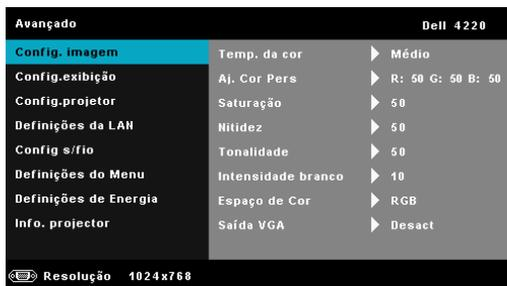 Avançado Dell 4220
Config. imagem Temp. da cor Médio
Config.exibição Aj. Cor Pers R: 50 G: 50 B: 50
Config.projetor Saturação 50
Definições da LAN Nitidez 50
Config s/fio Tonalidade 50
Definições do Menu Intensidade branco 10
Definições de Energia Espaço de Cor RGB
Info. projector Saída VGA Desact
Resolução 1024x768